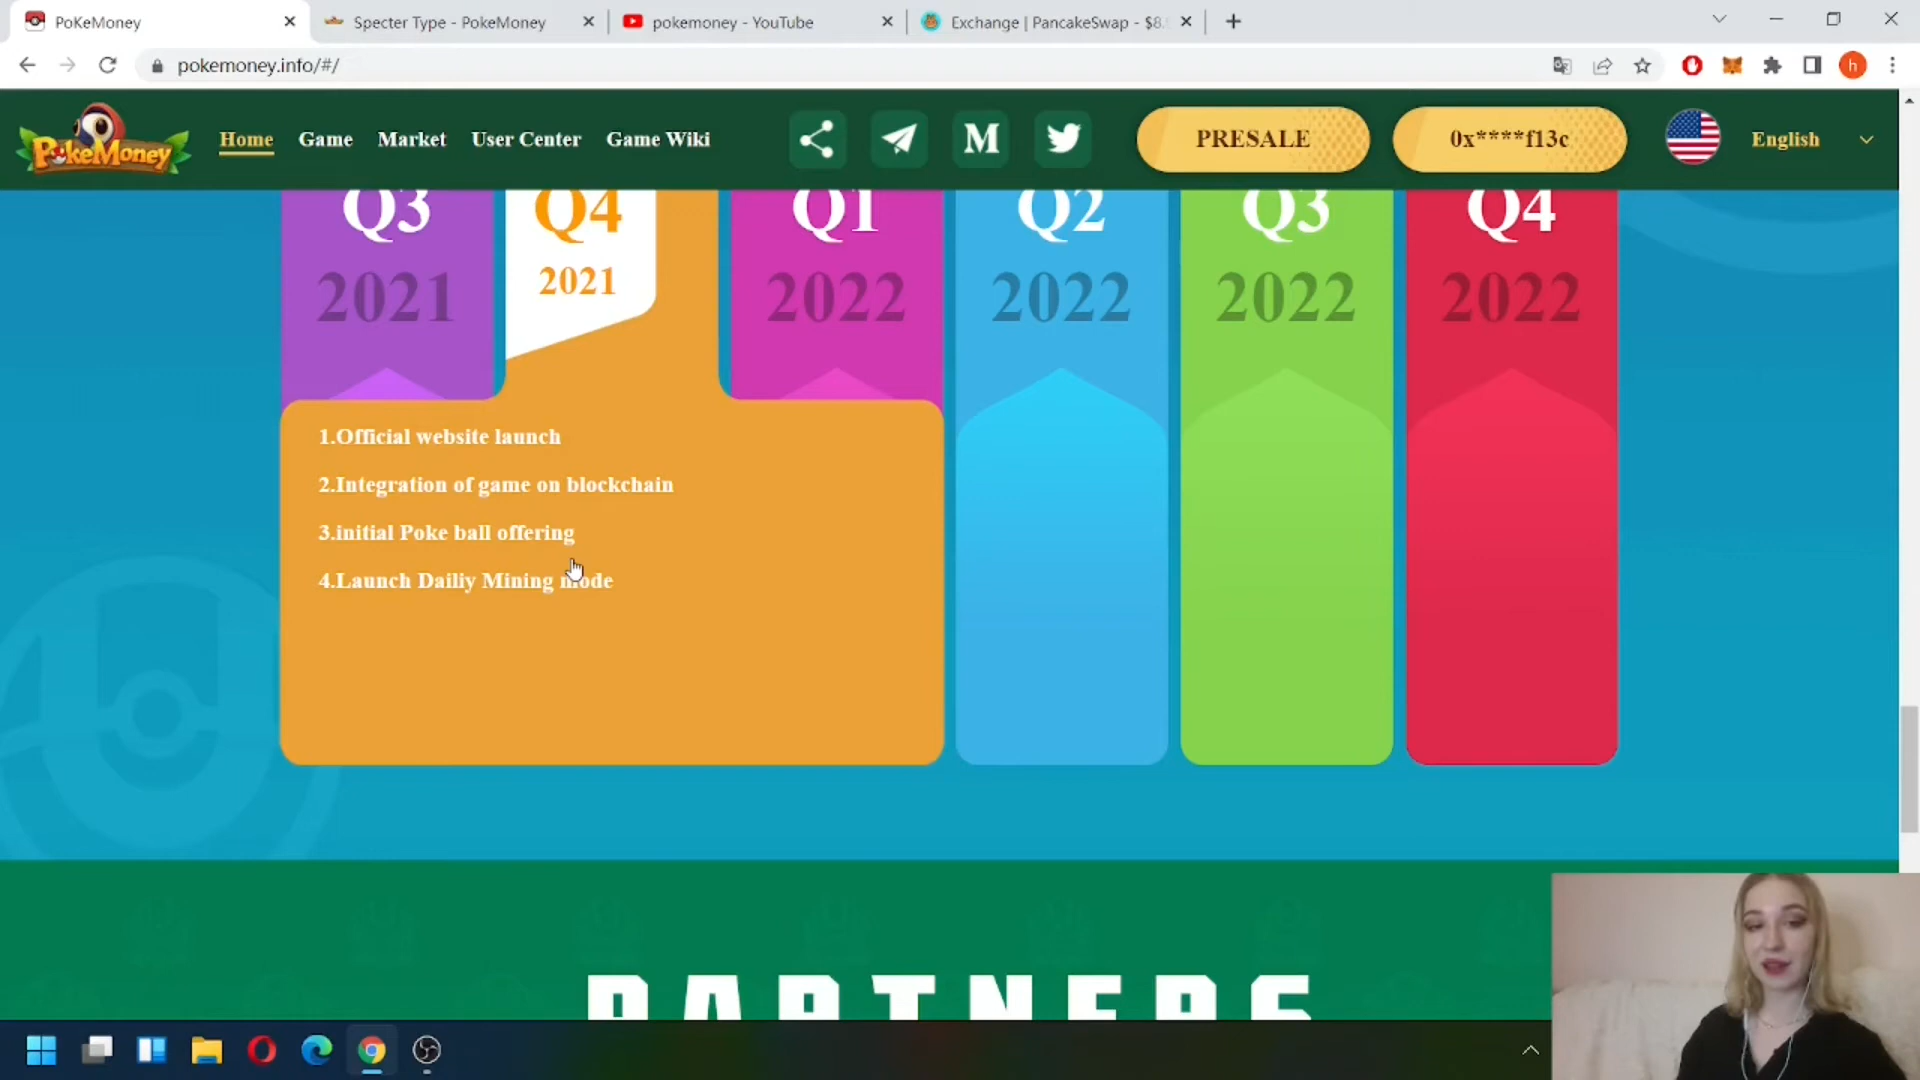 PoKeMoney
Specter Type - PokeMoney
pokemoney - YouTube
Exchange | PancakeSwap - $8.
pokemoney.info/#/
h
PokeMoney
Home
Game
Market
User Center
Game Wiki
M
PRESALE
0x****f13c
English
Q3
2021
Q4
2021
Q1
2022
Q2
2022
Q3
2022
Q4
2022
1.Official website launch
2.Integration of game on blockchain
3.initial Poke ball offering
4.Launch Dailiy Mining mode
PARTNERS